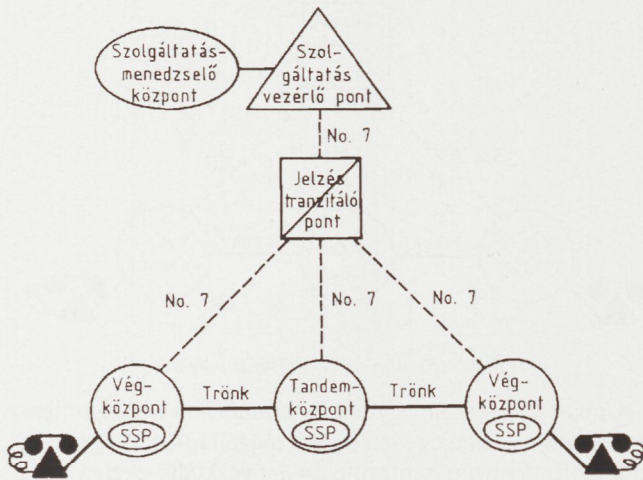 Szolgáltatás-
menedzselő
központ
Szol-
gáltatás
vezérlő pont
No. 7
Jelzés
tranzitáló
pont
No. 7
No. 7
No. 7
Vég-
központ
SSP
Trönk
Tandem-
központ
SSP
Trönk
Vég-
központ
SSP